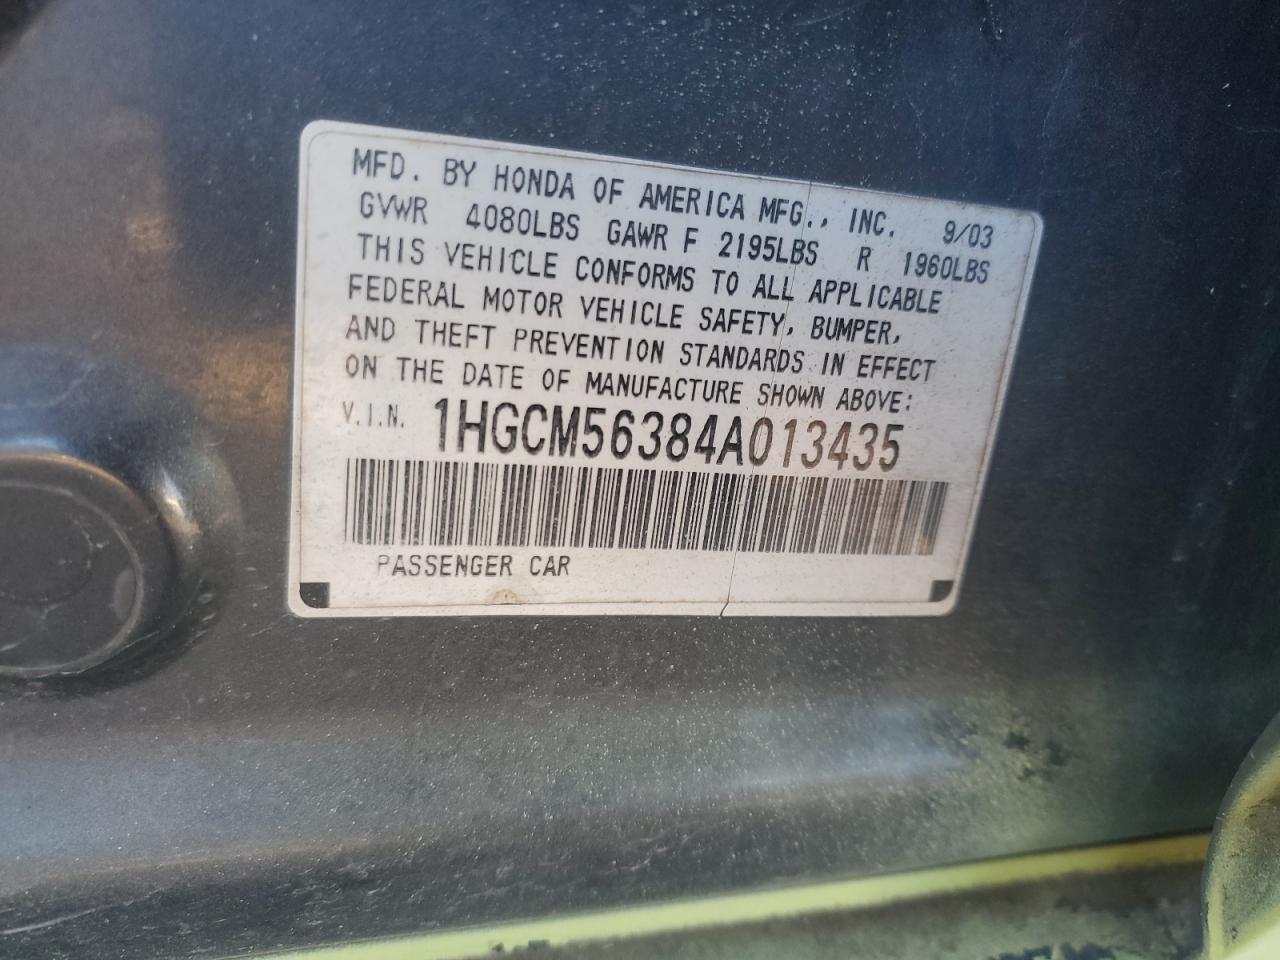 MFD. BY HONDA OF AMERICA MFG., INC. 9/03
GVWR 4080LBS GAWR F 2195LBS R 1960LBS
THIS VEHICLE CONFORMS TO ALL APPLICABLE
FEDERAL MOTOR VEHICLE SAFETY, BUMPER,
AND THEFT PREVENTION STANDARDS IN EFFECT
ON THE DATE OF MANUFACTURE SHOWN ABOVE:
V.I.N. 1HGCM56384A013435
PASSENGER CAR